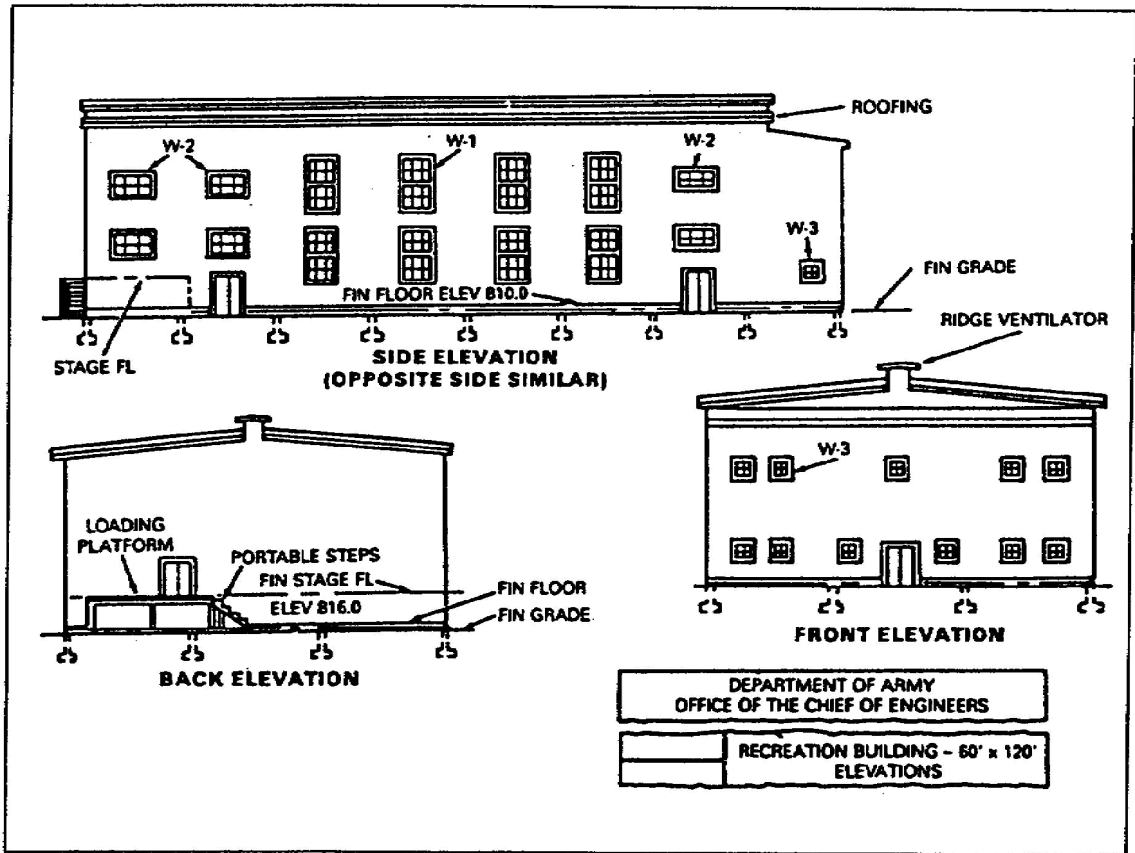 ROOFING
W-2
W-1
W-2
W-3
FIN GRADE
FIN FLOOR ELEV 810.0
RIDGE VENTILATOR
STAGE FL
SIDE ELEVATION
(OPPOSITE SIDE SIMILAR)
W-3
LOADING
PLATFORM
PORTABLE STEPS
FIN STAGE FL
FIN FLOOR
ELEV 816.0
FIN GRADE
FRONT ELEVATION
BACK ELEVATION
DEPARTMENT OF ARMY
OFFICE OF THE CHIEF OF ENGINEERS
RECREATION BUILDING – 60' x 120'
ELEVATIONS